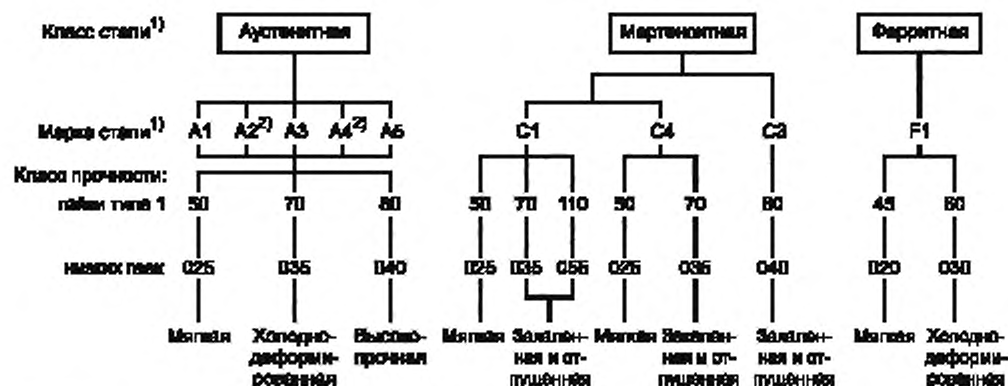 Класс стали1) Аустенитная Мартенситная Ферритная
Марка стали1) A1 A22) A3 A42) A5 C1 C4 C3 F1
Класс прочности:
гайки типа 1 50 70 80 50 70 110 50 70 80 45 60
низких гаек 025 035 040 025 035 055 025 035 040 020 030
Мягкая Холодно- Высоко- Мягкая Закален- Мягкая Закален- Закален- Мягкая Холодно-
деформи- прочная ная и от- ная и от- ная и от- деформи-
рованная пущенная пущенная пущенная рованная